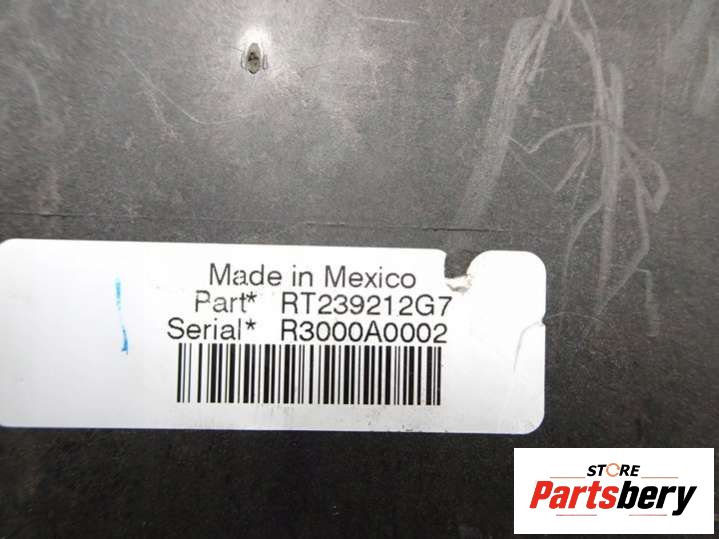 Made in Mexico
Part* RT239212G7
Serial* R3000A0002
STORE
Partsbery